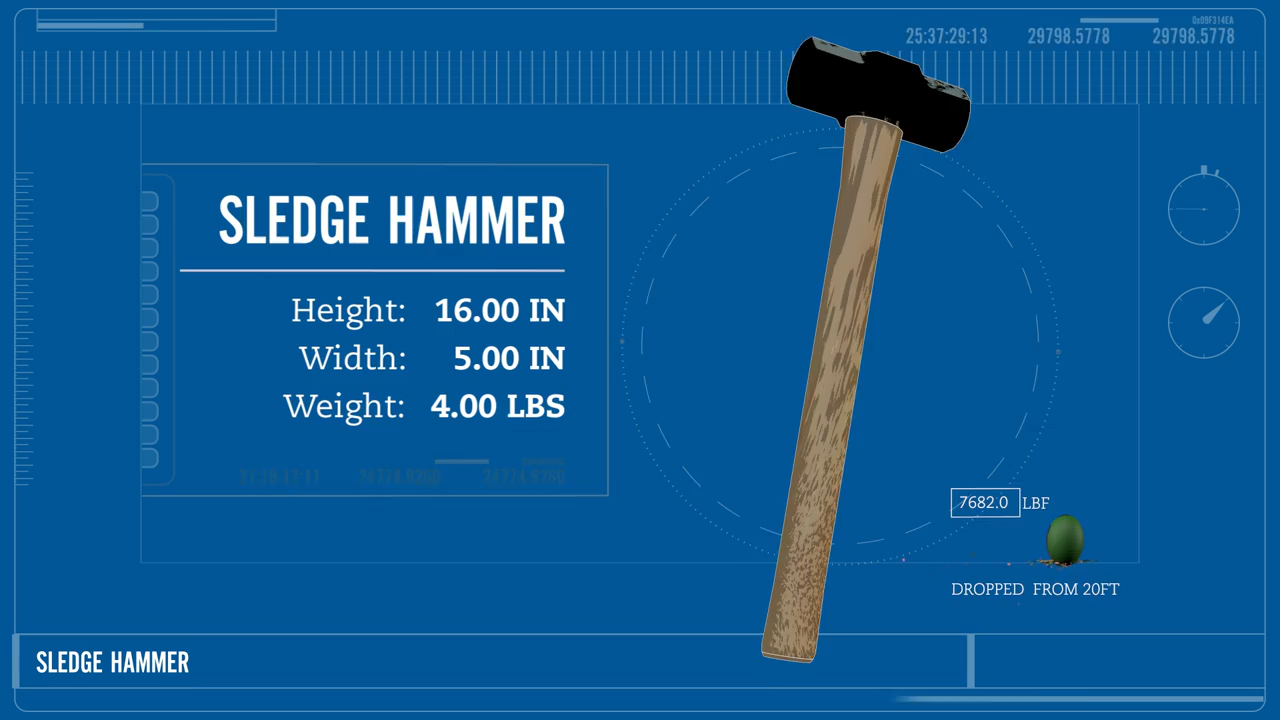 0x09F314EA
25:37:29:13 29798.5778 29798.5778
SLEDGE HAMMER
Height: 16.00 IN
Width: 5.00 IN
Weight: 4.00 LBS
7682.0 LBF
DROPPED FROM 20FT
SLEDGE HAMMER